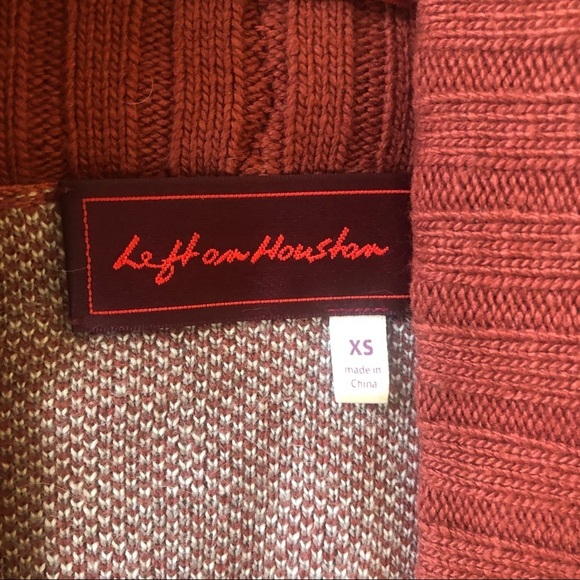 Left on Houston
XS
made in
China